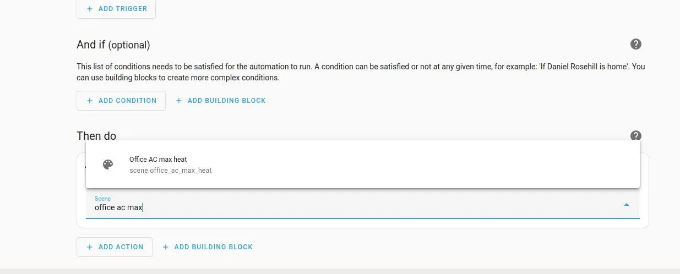 + ADD TRIGGER
And if (optional)
This list of conditions needs to be satisfied for the automation to run. A condition can be satisfied or not at any given time, for example: 'If Daniel Rosehill is home'. You
can use building blocks to create more complex conditions.
+ ADD CONDITION + ADD BUILDING BLOCK
Then do
Office AC max heat
scene.office_ac_max_heat
Scene
office ac max
+ ADD ACTION + ADD BUILDING BLOCK